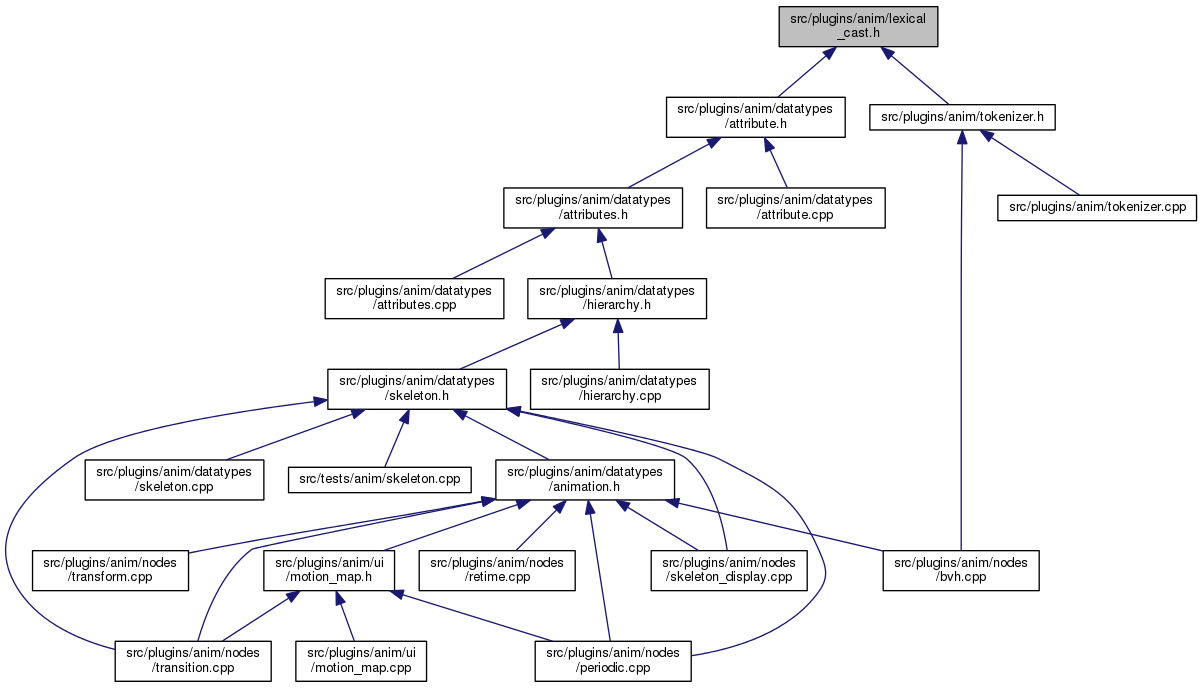 src/plugins/anim/lexical
_cast.h
src/plugins/anim/datatypes
/attribute.h
src/plugins/anim/tokenizer.h
src/plugins/anim/datatypes
/attributes.h
src/plugins/anim/datatypes
/attribute.cpp
src/plugins/anim/tokenizer.cpp
src/plugins/anim/datatypes
/attributes.cpp
src/plugins/anim/datatypes
/hierarchy.h
src/plugins/anim/datatypes
/skeleton.h
src/plugins/anim/datatypes
/hierarchy.cpp
src/plugins/anim/datatypes
/skeleton.cpp
src/tests/anim/skeleton.cpp
src/plugins/anim/datatypes
/animation.h
src/plugins/anim/nodes
/transform.cpp
src/plugins/anim/ui
/motion_map.h
src/plugins/anim/nodes
/retime.cpp
src/plugins/anim/nodes
/skeleton_display.cpp
src/plugins/anim/nodes
/bvh.cpp
src/plugins/anim/nodes
/transition.cpp
src/plugins/anim/ui
/motion_map.cpp
src/plugins/anim/nodes
/periodic.cpp